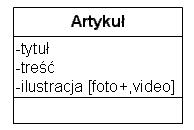 Artykuł
-tytuł
-treść
-ilustracja [foto+,video]